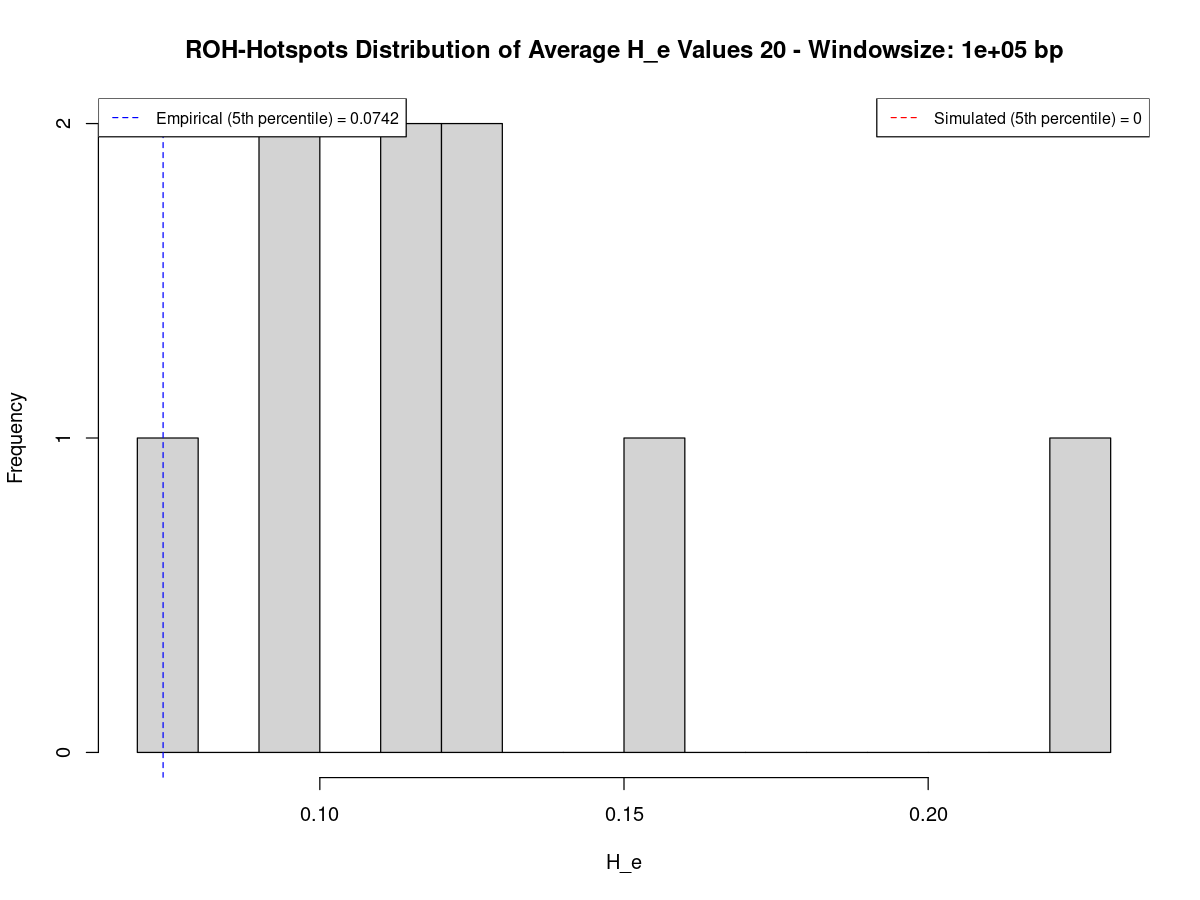 ROH-Hotspots Distribution of Average H_e Values 20 - Windowsize: 1e+05 bp
Empirical (5th percentile) = 0.0742
Simulated (5th percentile) = 0
2
1
0
Frequency
0.10
0.15
0.20
H_e